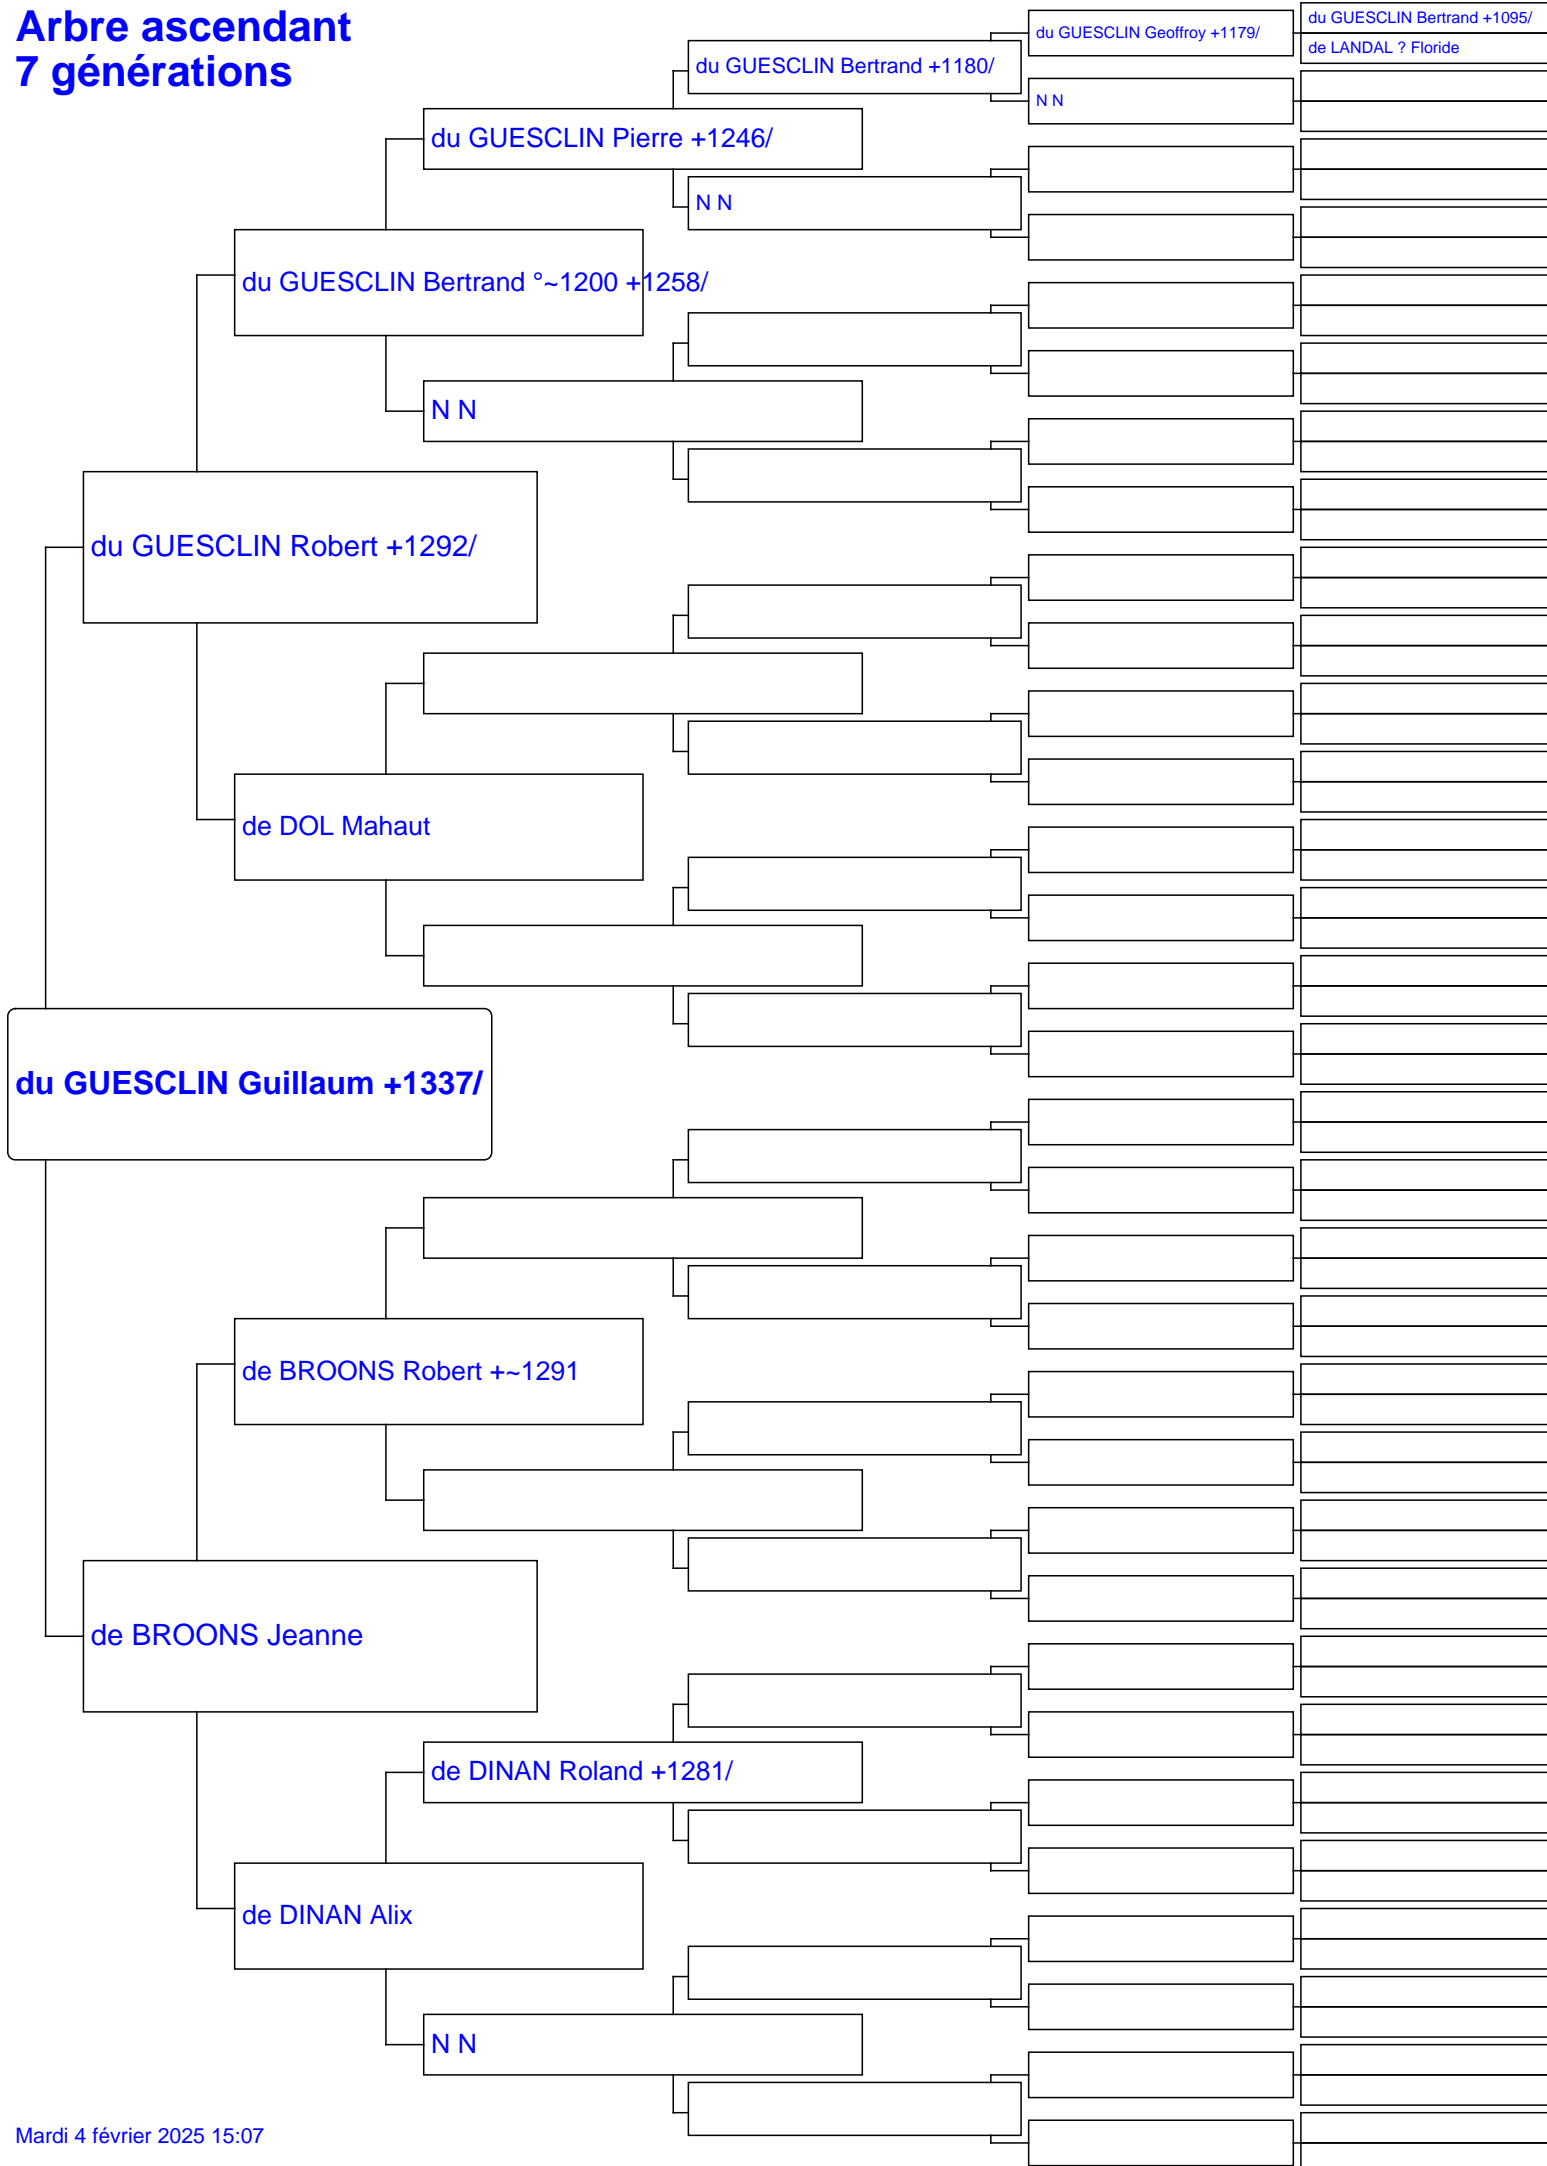 Arbre ascendant
7 générations
du GUESCLIN Bertrand +1095/
du GUESCLIN Geoffroy +1179/
de LANDAL ? Floride
du GUESCLIN Bertrand +1180/
N N
du GUESCLIN Pierre +1246/
N N
du GUESCLIN Bertrand °~1200 +1258/
N N
du GUESCLIN Robert +1292/
de DOL Mahaut
du GUESCLIN Guillaum +1337/
de BROONS Robert +~1291
de BROONS Jeanne
de DINAN Roland +1281/
de DINAN Alix
N N
Mardi 4 février 2025 15:07